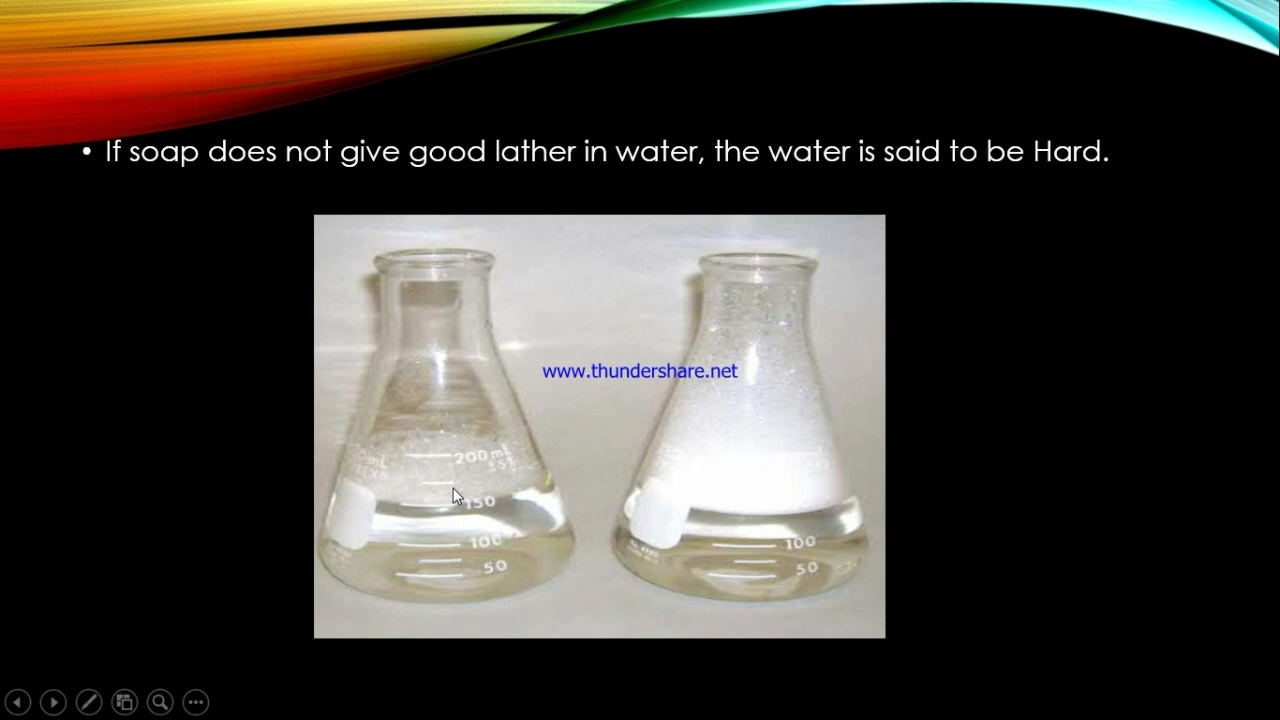 • If soap does not give good lather in water, the water is said to be Hard.
www.thundershare.net
200 mL
150
100
50
100
50